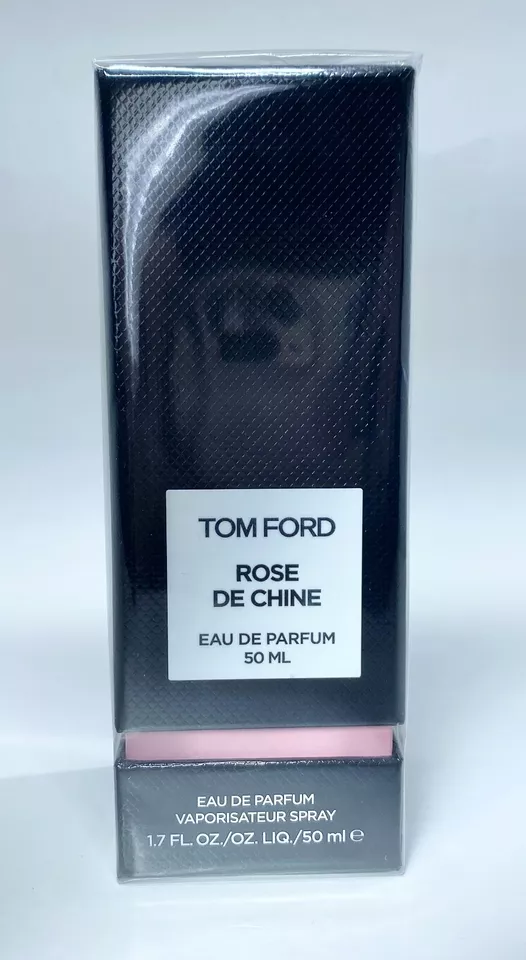 TOM FORD
ROSE
DE CHINE
EAU DE PARFUM
50 ML
EAU DE PARFUM
VAPORISATEUR SPRAY
1.7 FL. OZ./OZ. LIQ./50 ml ℮